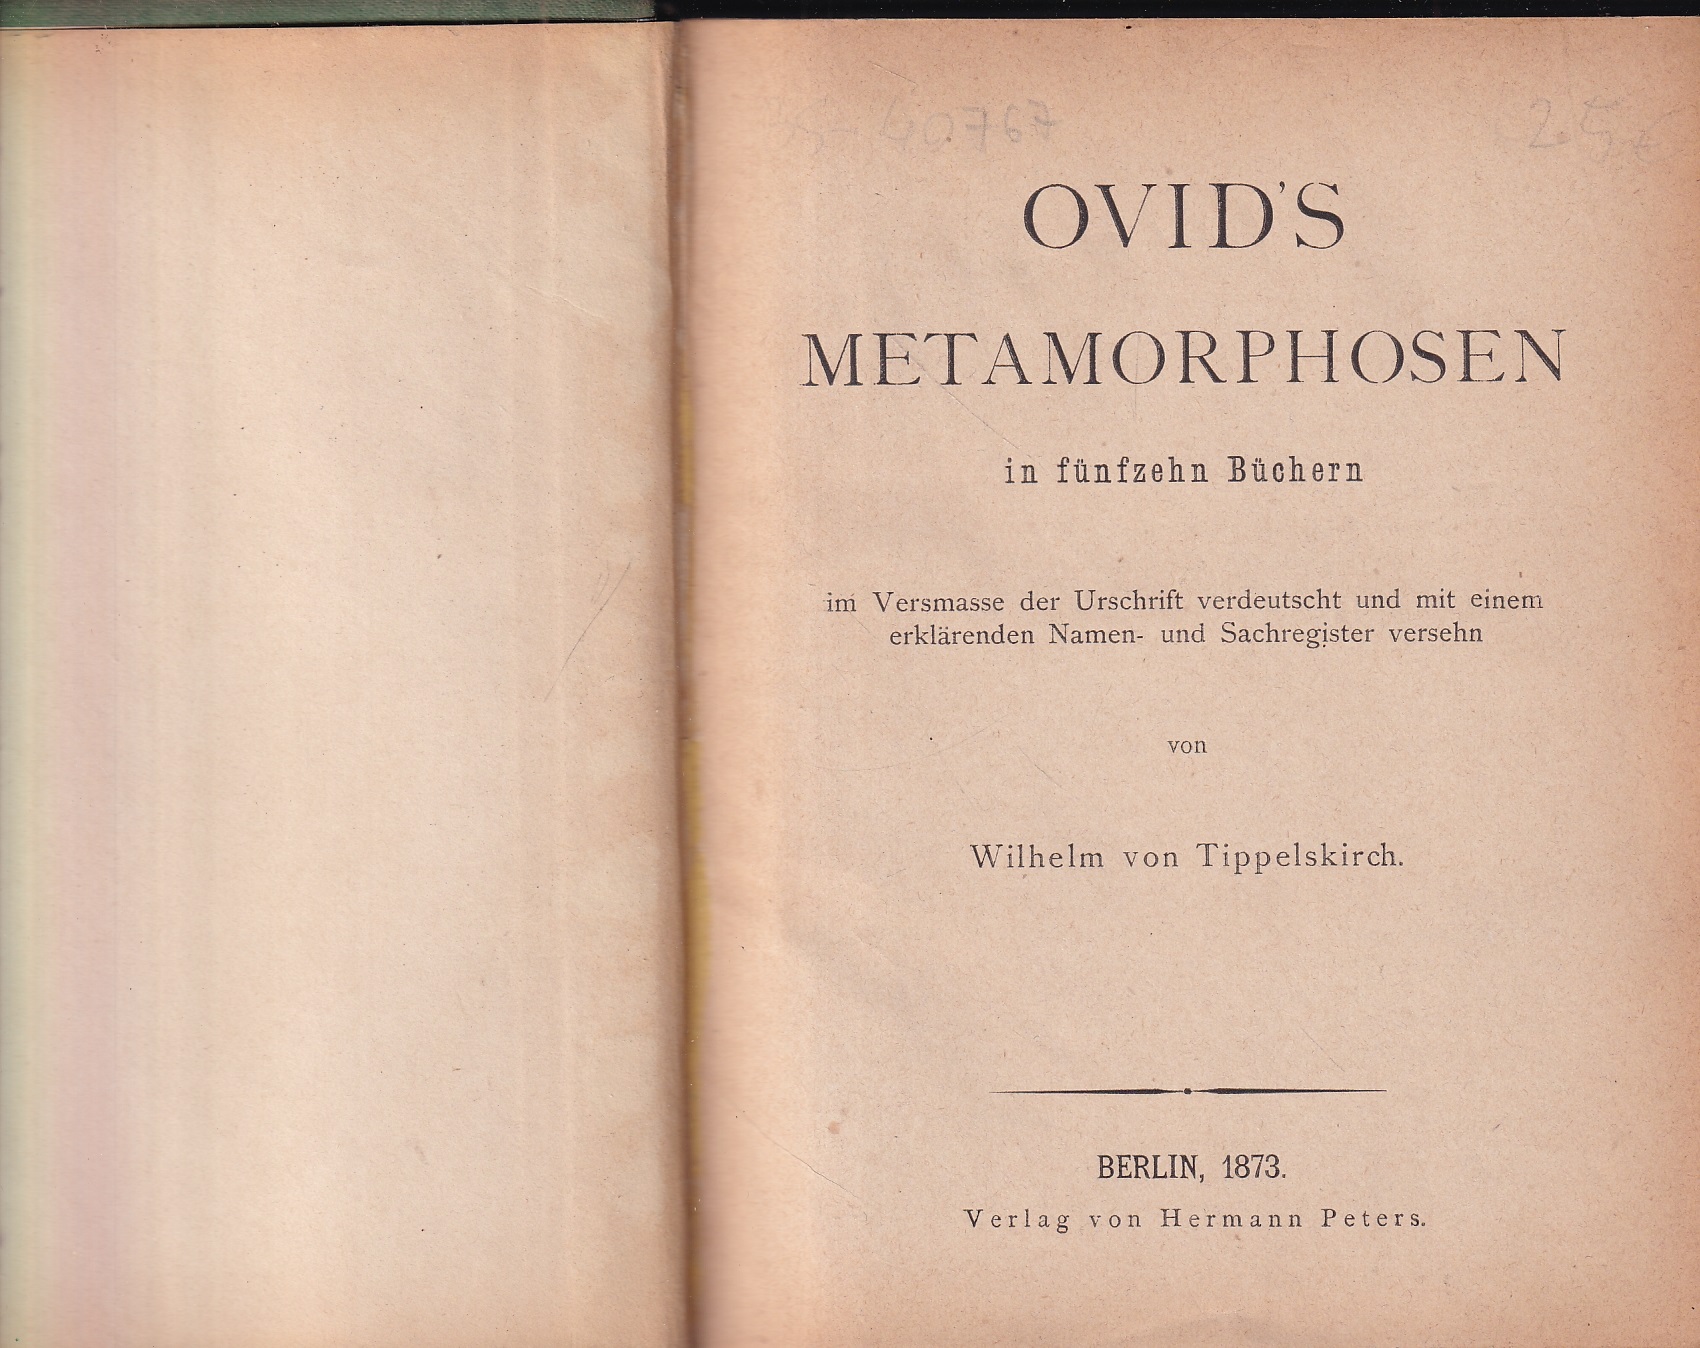 40767
OVID'S
METAMORPHOSEN
in fünfzehn Büchern
im Versmasse der Urschrift verdeutscht und mit einem
erklärenden Namen- und Sachregister versehn
von
Wilhelm von Tippelskirch.
BERLIN, 1873.
Verlag von Hermann Peters.